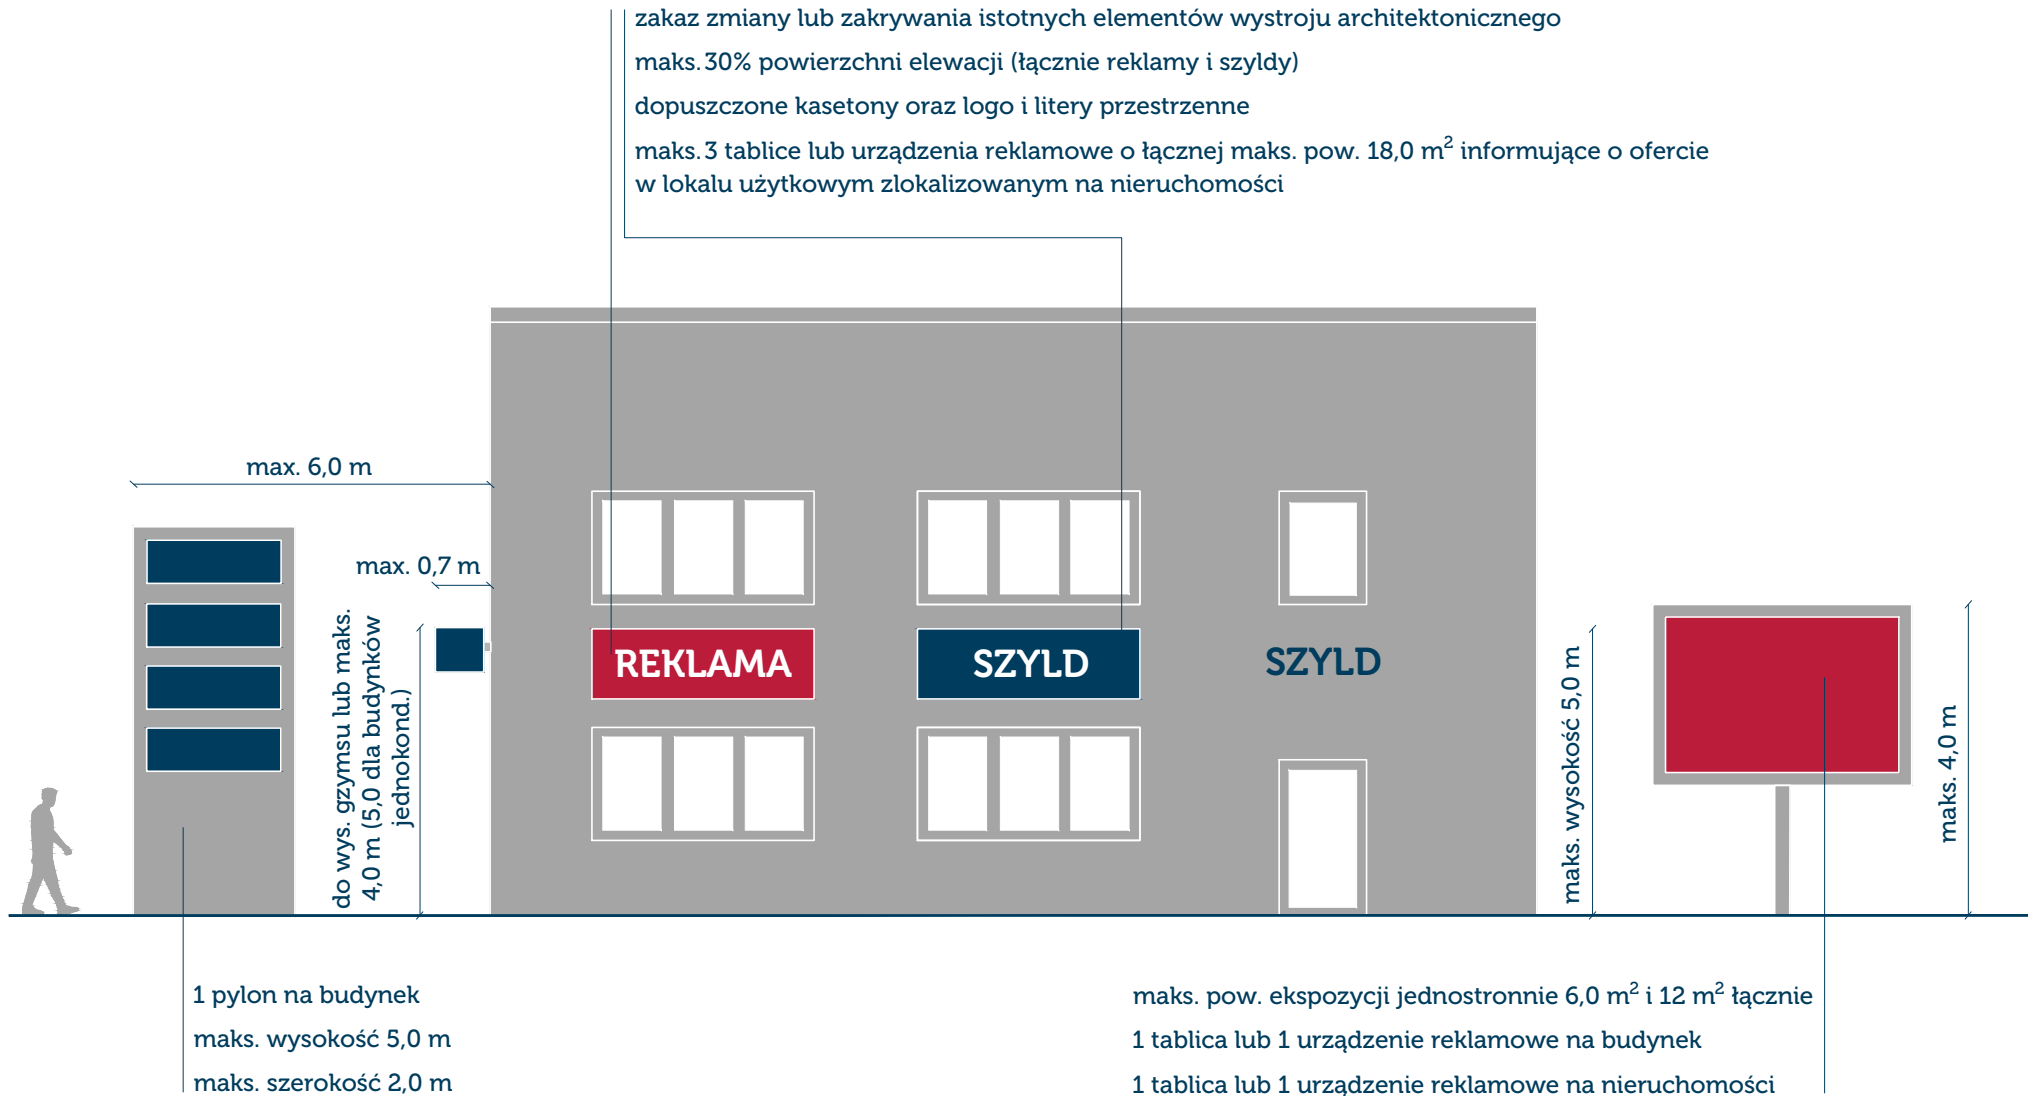 zakaz zmiany lub zakrywania istotnych elementów wystroju architektonicznego
maks. 30% powierzchni elewacji (łącznie reklamy i szyldy)
dopuszczone kasetony oraz logo i litery przestrzenne
maks. 3 tablice lub urządzenia reklamowe o łącznej maks. pow. 18,0 m² informujące o ofercie
w lokalu użytkowym zlokalizowanym na nieruchomości
max. 6,0 m
max. 0,7 m
do wys. gzymsu lub maks.
4,0 m (5,0 dla budynków
jednokond.)
REKLAMA
SZYLD
SZYLD
maks. wysokość 5,0 m
maks. 4,0 m
1 pylon na budynek
maks. wysokość 5,0 m
maks. szerokość 2,0 m
maks. pow. ekspozycji jednostronnie 6,0 m² i 12 m² łącznie
1 tablica lub 1 urządzenie reklamowe na budynek
1 tablica lub 1 urządzenie reklamowe na nieruchomości